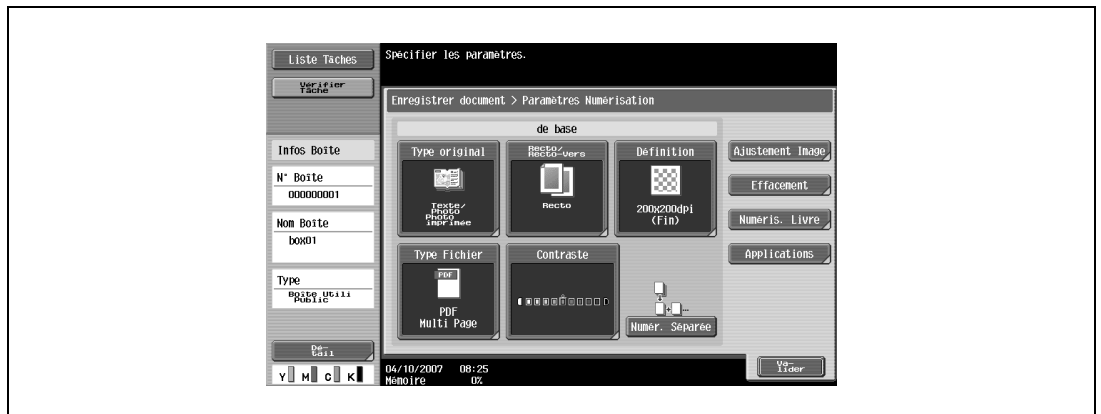 Liste Tâches
Vérifier
Tâche
Spécifier les paramètres.
Enregistrer document > Paramètres Numérisation
de base
Infos Boîte
N° Boîte
000000001
Nom Boîte
box01
Type
Boîte Utili
Public
Dé-
tail
Y M C K
Type original
Texte/
Photo
Photo
imprimée
Recto/
Recto-Vers
Recto
Définition
200x200dpi
(Fin)
Type Fichier
PDF
PDF
Multi Page
Contraste
Numér. Séparée
Ajustement Image
Effacement
Numéris. Livre
Applications
04/10/2007 08:25
Mémoire 0%
Va-
lider